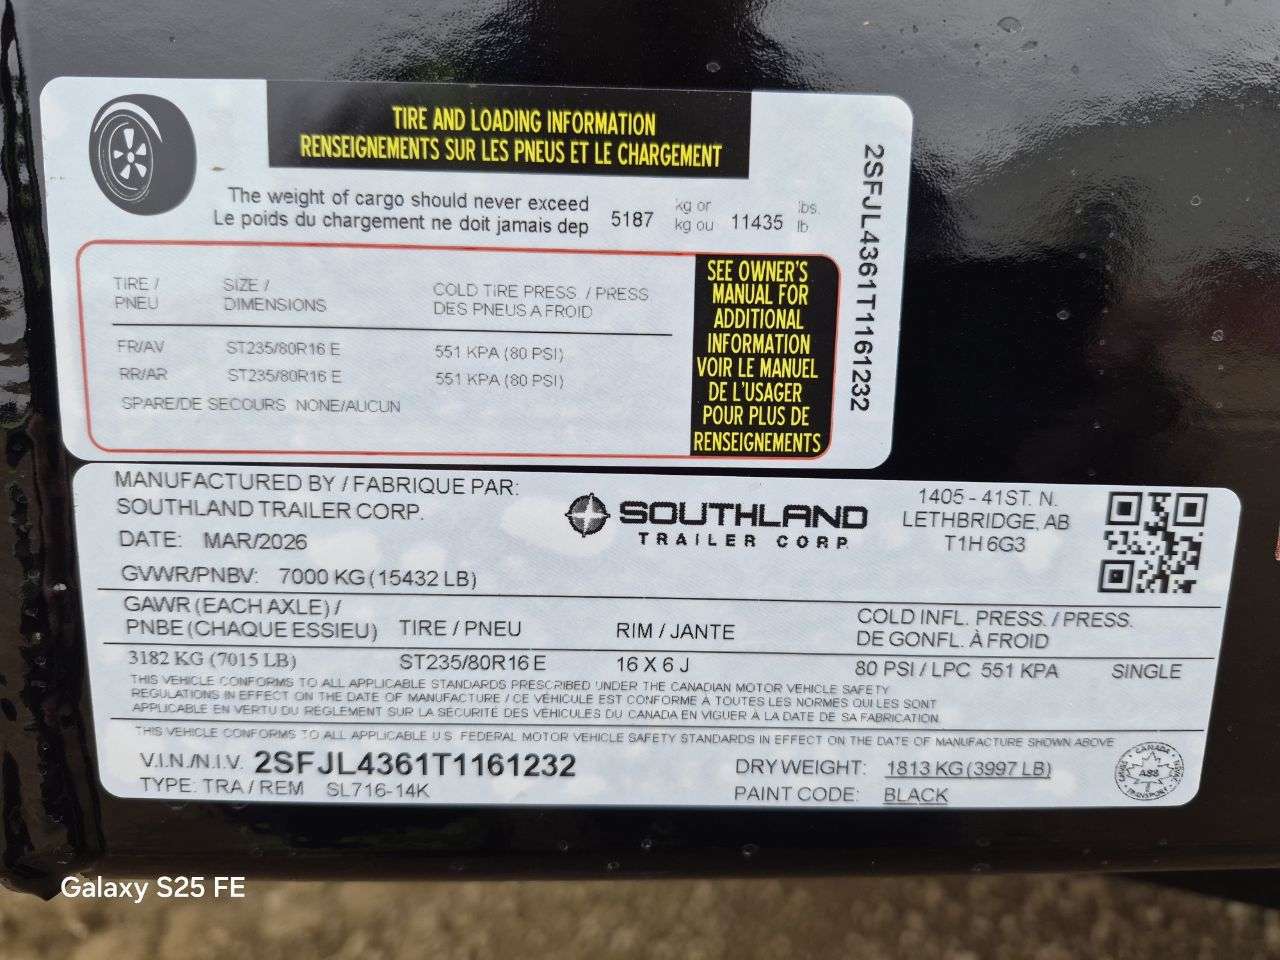 TIRE AND LOADING INFORMATION
RENSEIGNEMENTS SUR LES PNEUS ET LE CHARGEMENT
The weight of cargo should never exceed
Le poids du chargement ne doit jamais dep
5187 kg or 11435 lbs.
kg ou lb
TIRE / SIZE / COLD TIRE PRESS. / PRESS
PNEU DIMENSIONS DES PNEUS A FROID
FR/AV ST235/80R16 E 551 KPA (80 PSI)
RR/AR ST235/80R16 E 551 KPA (80 PSI)
SPARE/DE SECOURS NONE/AUCUN
SEE OWNER'S
MANUAL FOR
ADDITIONAL
INFORMATION
VOIR LE MANUEL
DE L'USAGER
POUR PLUS DE
RENSEIGNEMENTS
2SFJL4361T1161232
MANUFACTURED BY / FABRIQUE PAR:
SOUTHLAND TRAILER CORP.
DATE: MAR/2026
GVWR/PNBV: 7000 KG (15432 LB)
SOUTHLAND
TRAILER CORP.
1405 - 41ST. N.
LETHBRIDGE, AB
T1H 6G3
GAWR (EACH AXLE) / COLD INFL. PRESS. / PRESS.
PNBE (CHAQUE ESSIEU) TIRE / PNEU RIM / JANTE DE GONFL. À FROID
3182 KG (7015 LB) ST235/80R16 E 16 X 6 J 80 PSI / LPC 551 KPA SINGLE
THIS VEHICLE CONFORMS TO ALL APPLICABLE STANDARDS PRESCRIBED UNDER THE CANADIAN MOTOR VEHICLE SAFETY
REGULATIONS IN EFFECT ON THE DATE OF MANUFACTURE / CE VÉHICULE EST CONFORME À TOUTES LES NORMES QUI LES SONT
APPLICABLE EN VERTU DU RÈGLEMENT SUR LA SÉCURITÉ DES VÉHICULES DU CANADA EN VIGUER À LA DATE DE SA FABRICATION.
THIS VEHICLE CONFORMS TO ALL APPLICABLE U.S. FEDERAL MOTOR VEHICLE SAFETY STANDARDS IN EFFECT ON THE DATE OF MANUFACTURE SHOWN ABOVE
V.I.N./N.I.V. 2SFJL4361T1161232
TYPE: TRA / REM SL716-14K
DRY WEIGHT: 1813 KG (3997 LB)
PAINT CODE: BLACK
CANADA
TRANSPORT
Galaxy S25 FE